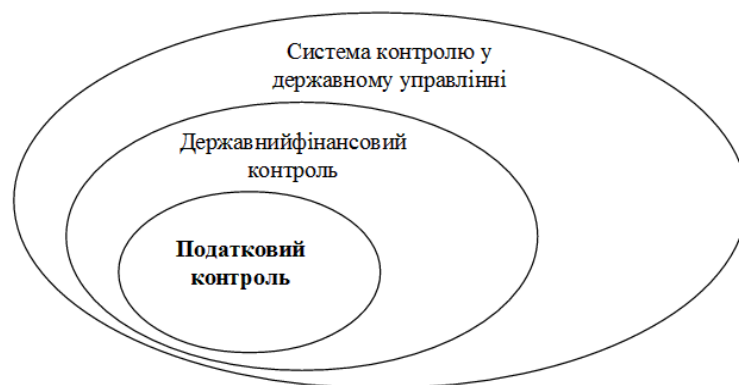 Система контролю у
державному управлінні
Державнийфінансовий
контроль
Податковий
контроль